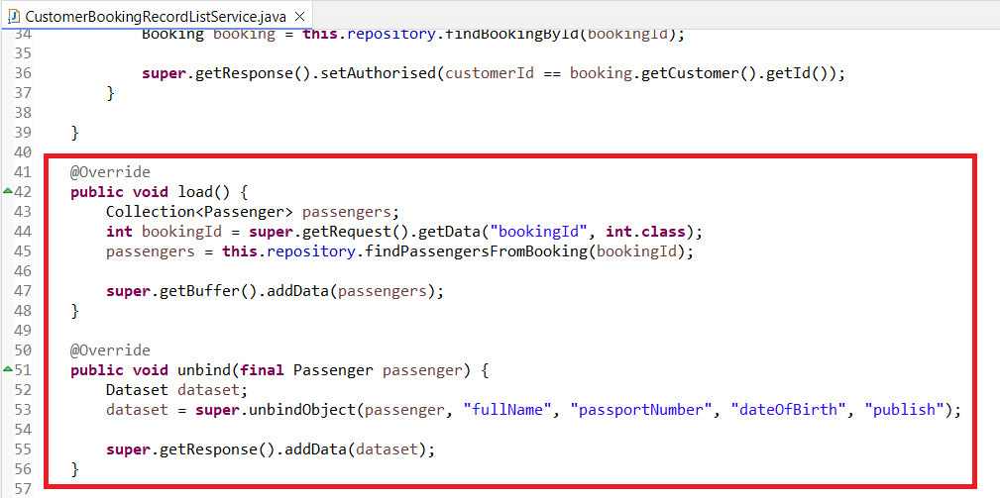 CustomerBookingRecordListService.java
34 Booking booking = this.repository.findBookingById(bookingId);
35
36 super.getResponse().setAuthorised(customerId == booking.getCustomer().getId());
37 }
38
39 }
40
41 @Override
42 public void load() {
43 Collection<Passenger> passengers;
44 int bookingId = super.getRequest().getData("bookingId", int.class);
45 passengers = this.repository.findPassengersFromBooking(bookingId);
46
47 super.getBuffer().addData(passengers);
48 }
49
50 @Override
51 public void unbind(final Passenger passenger) {
52 Dataset dataset;
53 dataset = super.unbindObject(passenger, "fullName", "passportNumber", "dateOfBirth", "publish");
54
55 super.getResponse().addData(dataset);
56 }
57